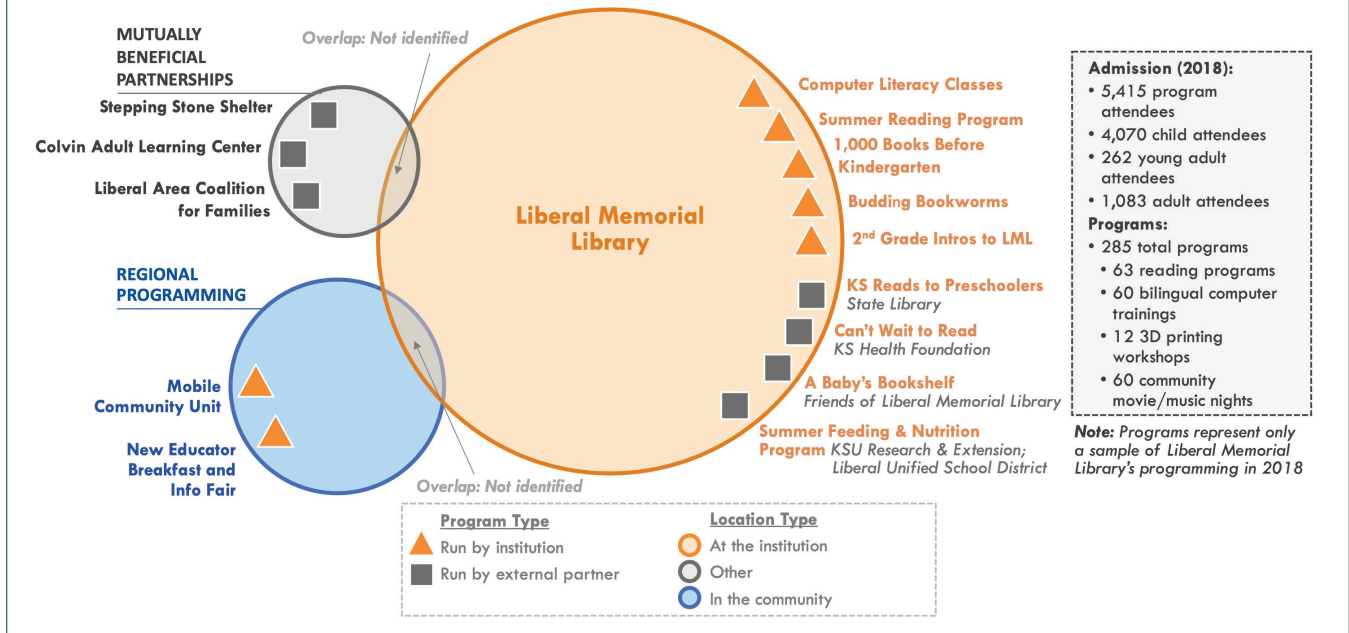 MUTUALLY
BENEFICIAL
PARTNERSHIPS
Overlap: Not identified
Stepping Stone Shelter
Colvin Adult Learning Center
Liberal Area Coalition
for Families
REGIONAL
PROGRAMMING
Mobile
Community Unit
New Educator
Breakfast and
Info Fair
Overlap: Not identified
Liberal Memorial
Library
Computer Literacy Classes
Summer Reading Program
1,000 Books Before
Kindergarten
Budding Bookworms
2nd Grade Intros to LML
KS Reads to Preschoolers
State Library
Can't Wait to Read
KS Health Foundation
A Baby's Bookshelf
Friends of Liberal Memorial Library
Summer Feeding & Nutrition
Program KSU Research & Extension;
Liberal Unified School District
Admission (2018):
• 5,415 program
attendees
• 4,070 child attendees
• 262 young adult
attendees
• 1,083 adult attendees
Programs:
• 285 total programs
• 63 reading programs
• 60 bilingual computer
trainings
• 12 3D printing
workshops
• 60 community
movie/music nights
Note: Programs represent only
a sample of Liberal Memorial
Library's programming in 2018
Program Type
Run by institution
Run by external partner
Location Type
At the institution
Other
In the community